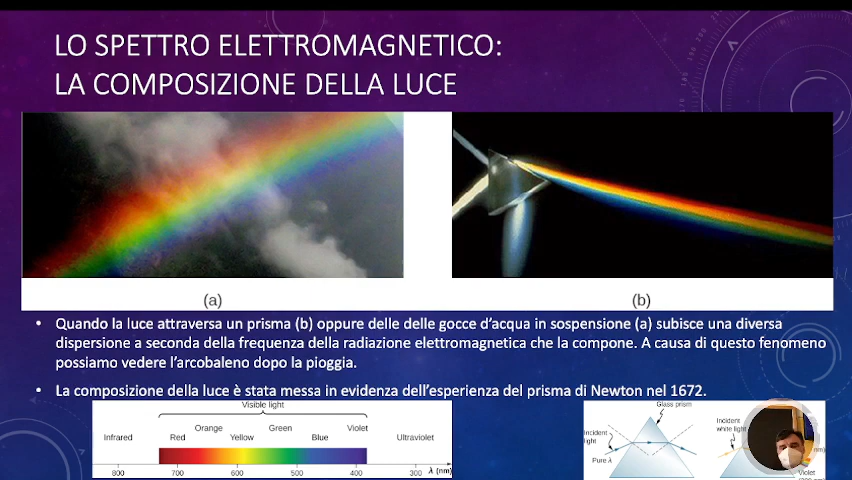 LO SPETTRO ELETTROMAGNETICO:
LA COMPOSIZIONE DELLA LUCE
(a)
(b)
• Quando la luce attraversa un prisma (b) oppure delle delle gocce d'acqua in sospensione (a) subisce una diversa
dispersione a seconda della frequenza della radiazione elettromagnetica che la compone. A causa di questo fenomeno
possiamo vedere l'arcobaleno dopo la pioggia.
• La composizione della luce è stata messa in evidenza dell'esperienza del prisma di Newton nel 1672.
Visible light
Infrared
Red
Orange
Yellow
Green
Blue
Violet
Ultraviolet
800
700
600
500
400
300
λ (nm)
Glass prism
Incident
light
Pure λ
Incident
white light
nm)
Violet